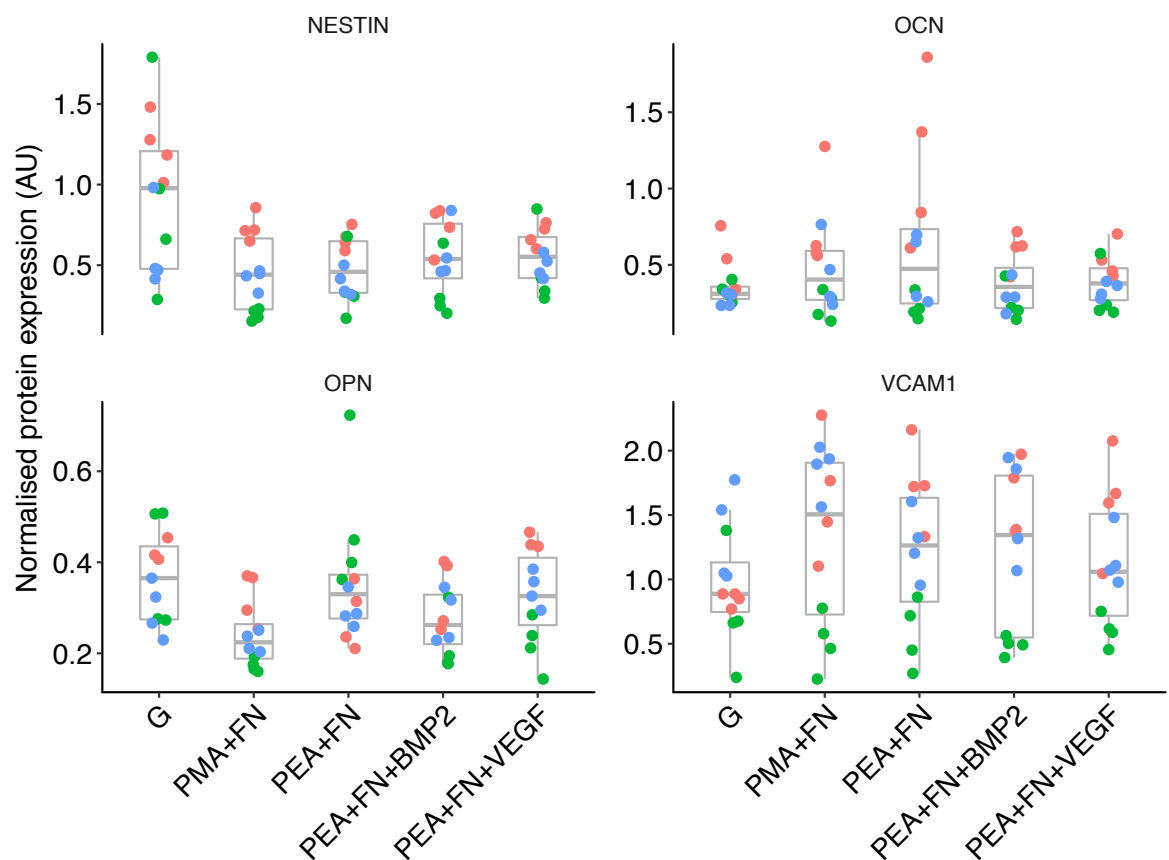 Normalised protein expression (AU)
NESTIN
1.5
1.0
0.5
OCN
1.5
1.0
0.5
OPN
0.6
0.4
0.2
VCAM1
2.0
1.5
1.0
0.5
G
PMA+FN
PEA+FN
PEA+FN+BMP2
PEA+FN+VEGF
G
PMA+FN
PEA+FN
PEA+FN+BMP2
PEA+FN+VEGF